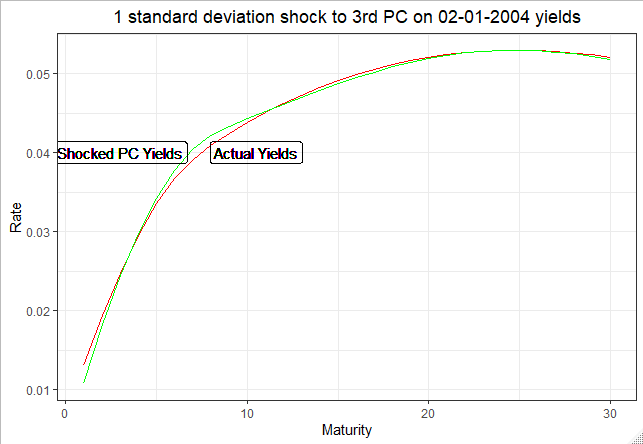 1 standard deviation shock to 3rd PC on 02-01-2004 yields
0.05
Shocked PC Yields
Actual Yields
0.04
Rate
0.03
0.02
0.01
0
10
20
30
Maturity